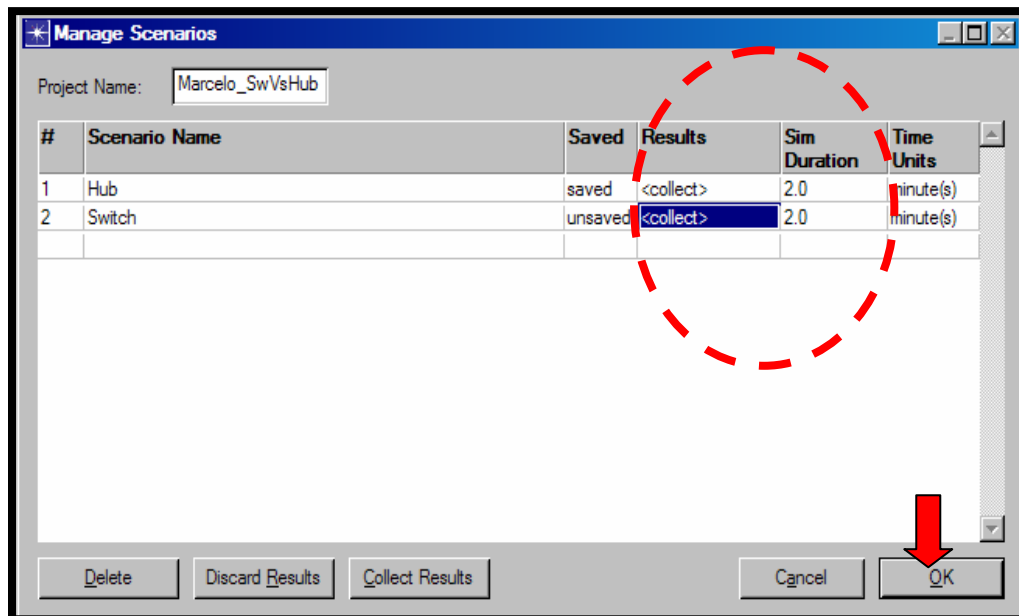 Manage Scenarios
Project Name: Marcelo_SwVsHub
# Scenario Name Saved Results Sim Duration Time Units
1 Hub saved <collect> 2.0 minute(s)
2 Switch unsaved <collect> 2.0 minute(s)
Delete Discard Results Collect Results Cancel OK